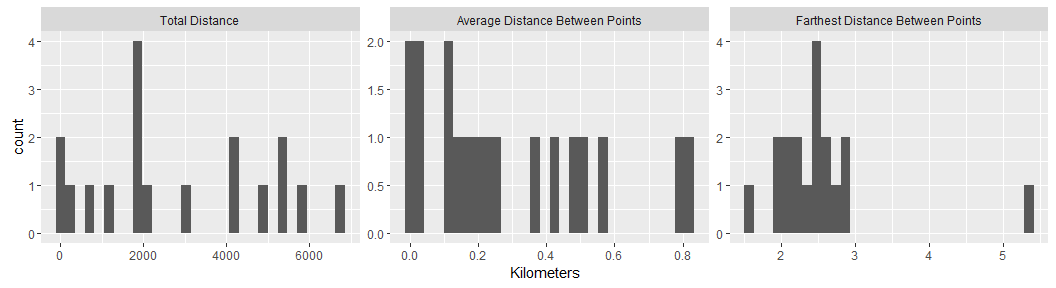 Total Distance
Average Distance Between Points
Farthest Distance Between Points
count
4
3
2
1
0
2.0
1.5
1.0
0.5
0.0
4
3
2
1
0
0 2000 4000 6000
0.0 0.2 0.4 0.6 0.8
2 3 4 5
Kilometers